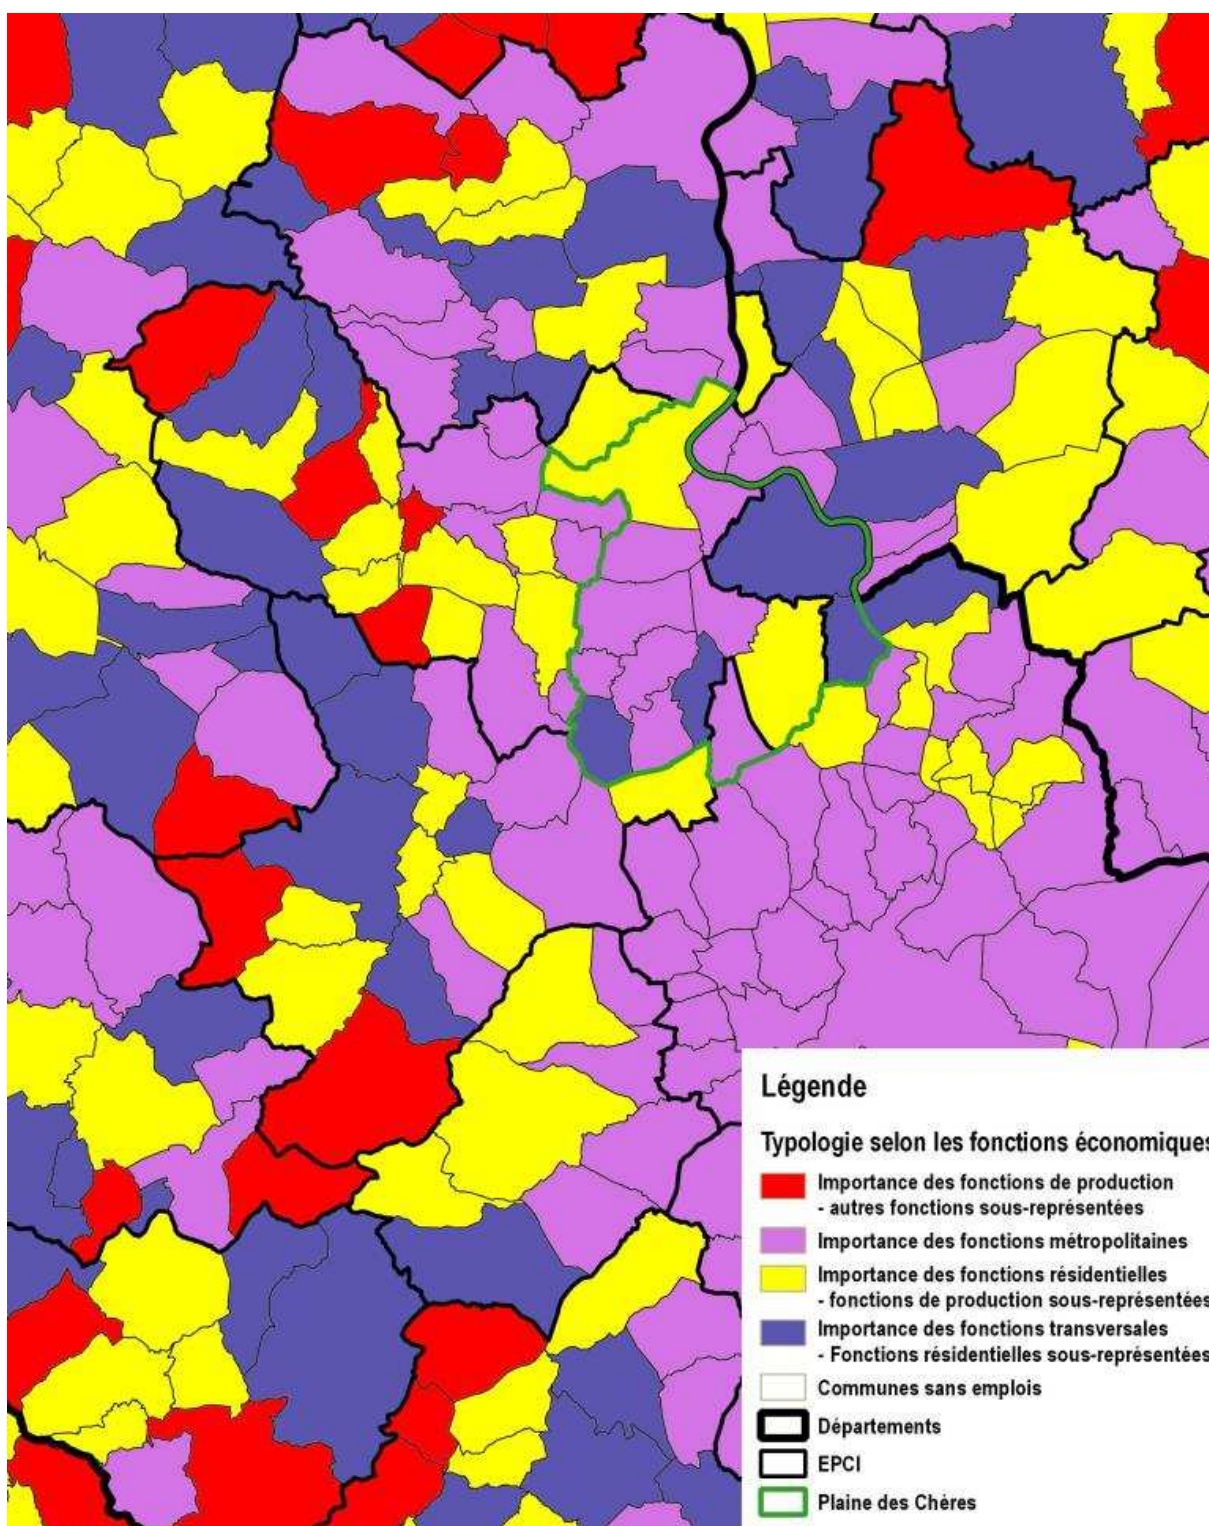 Légende
Typologie selon les fonctions économiques
Importance des fonctions de production
- autres fonctions sous-représentées
Importance des fonctions métropolitaines
Importance des fonctions résidentielles
- fonctions de production sous-représentées
Importance des fonctions transversales
- Fonctions résidentielles sous-représentées
Communes sans emplois
Départements
EPCI
Plaine des Chères